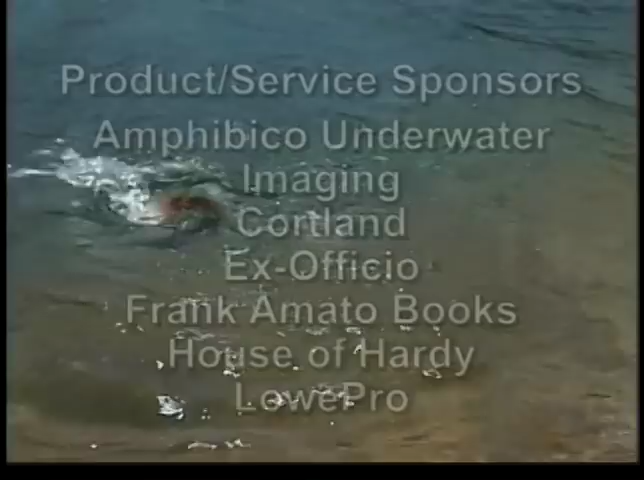 Product/Service Sponsors
Amphibico Underwater
Imaging
Cortland
Ex-Officio
Frank Amato Books
House of Hardy
LowePro